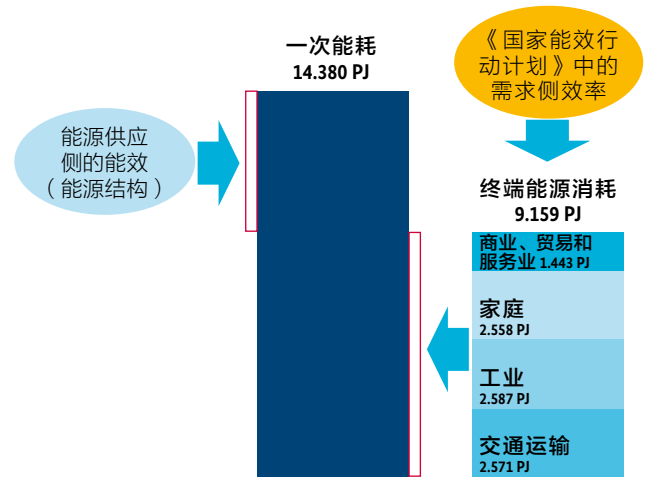 一次能耗
14.380 PJ
《国家能效行
动计划》中的
需求侧效率
能源供应
侧的能效
（能源结构）
终端能源消耗
9.159 PJ
商业、贸易和
服务业 1.443 PJ
家庭
2.558 PJ
工业
2.587 PJ
交通运输
2.571 PJ